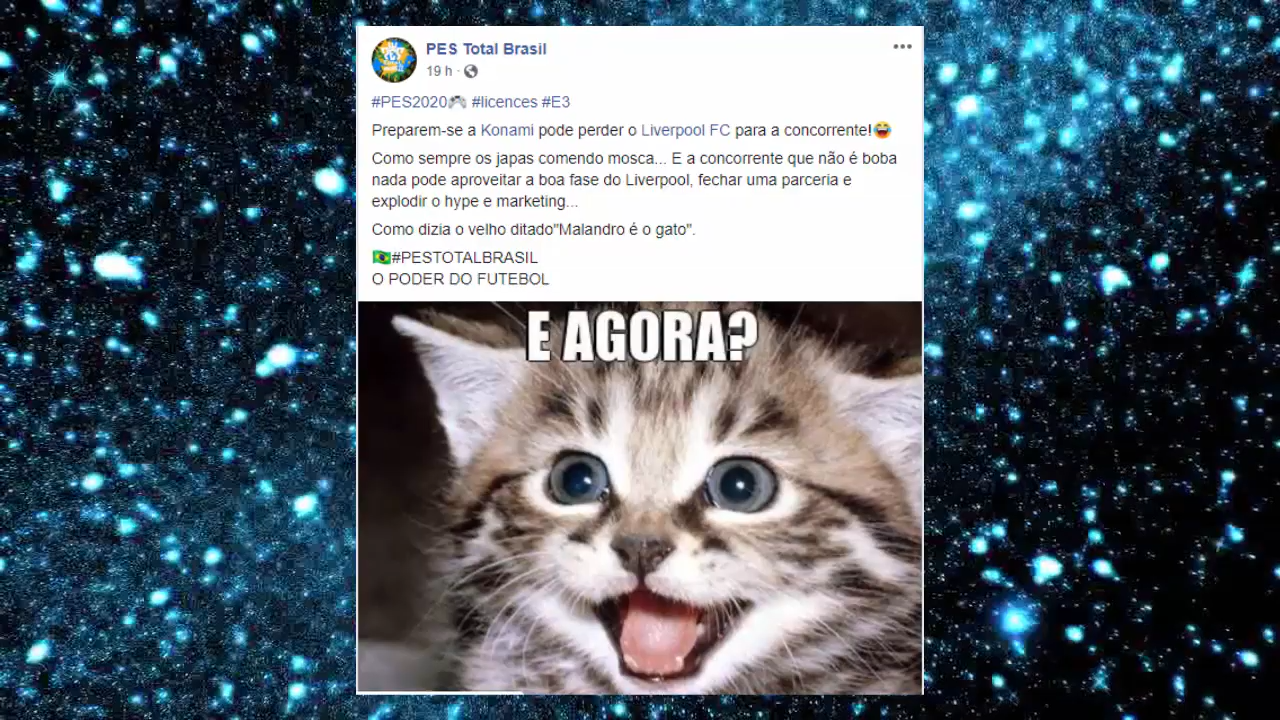 PES Total Brasil
19 h ·
#PES2020🎮 #licences #E3
Preparem-se a Konami pode perder o Liverpool FC para a concorrente!😂
Como sempre os japas comendo mosca... E a concorrente que não é boba
nada pode aproveitar a boa fase do Liverpool, fechar uma parceria e
explodir o hype e marketing...
Como dizia o velho ditado"Malandro é o gato".
🇧🇷#PESTOTALBRASIL
O PODER DO FUTEBOL
E AGORA?